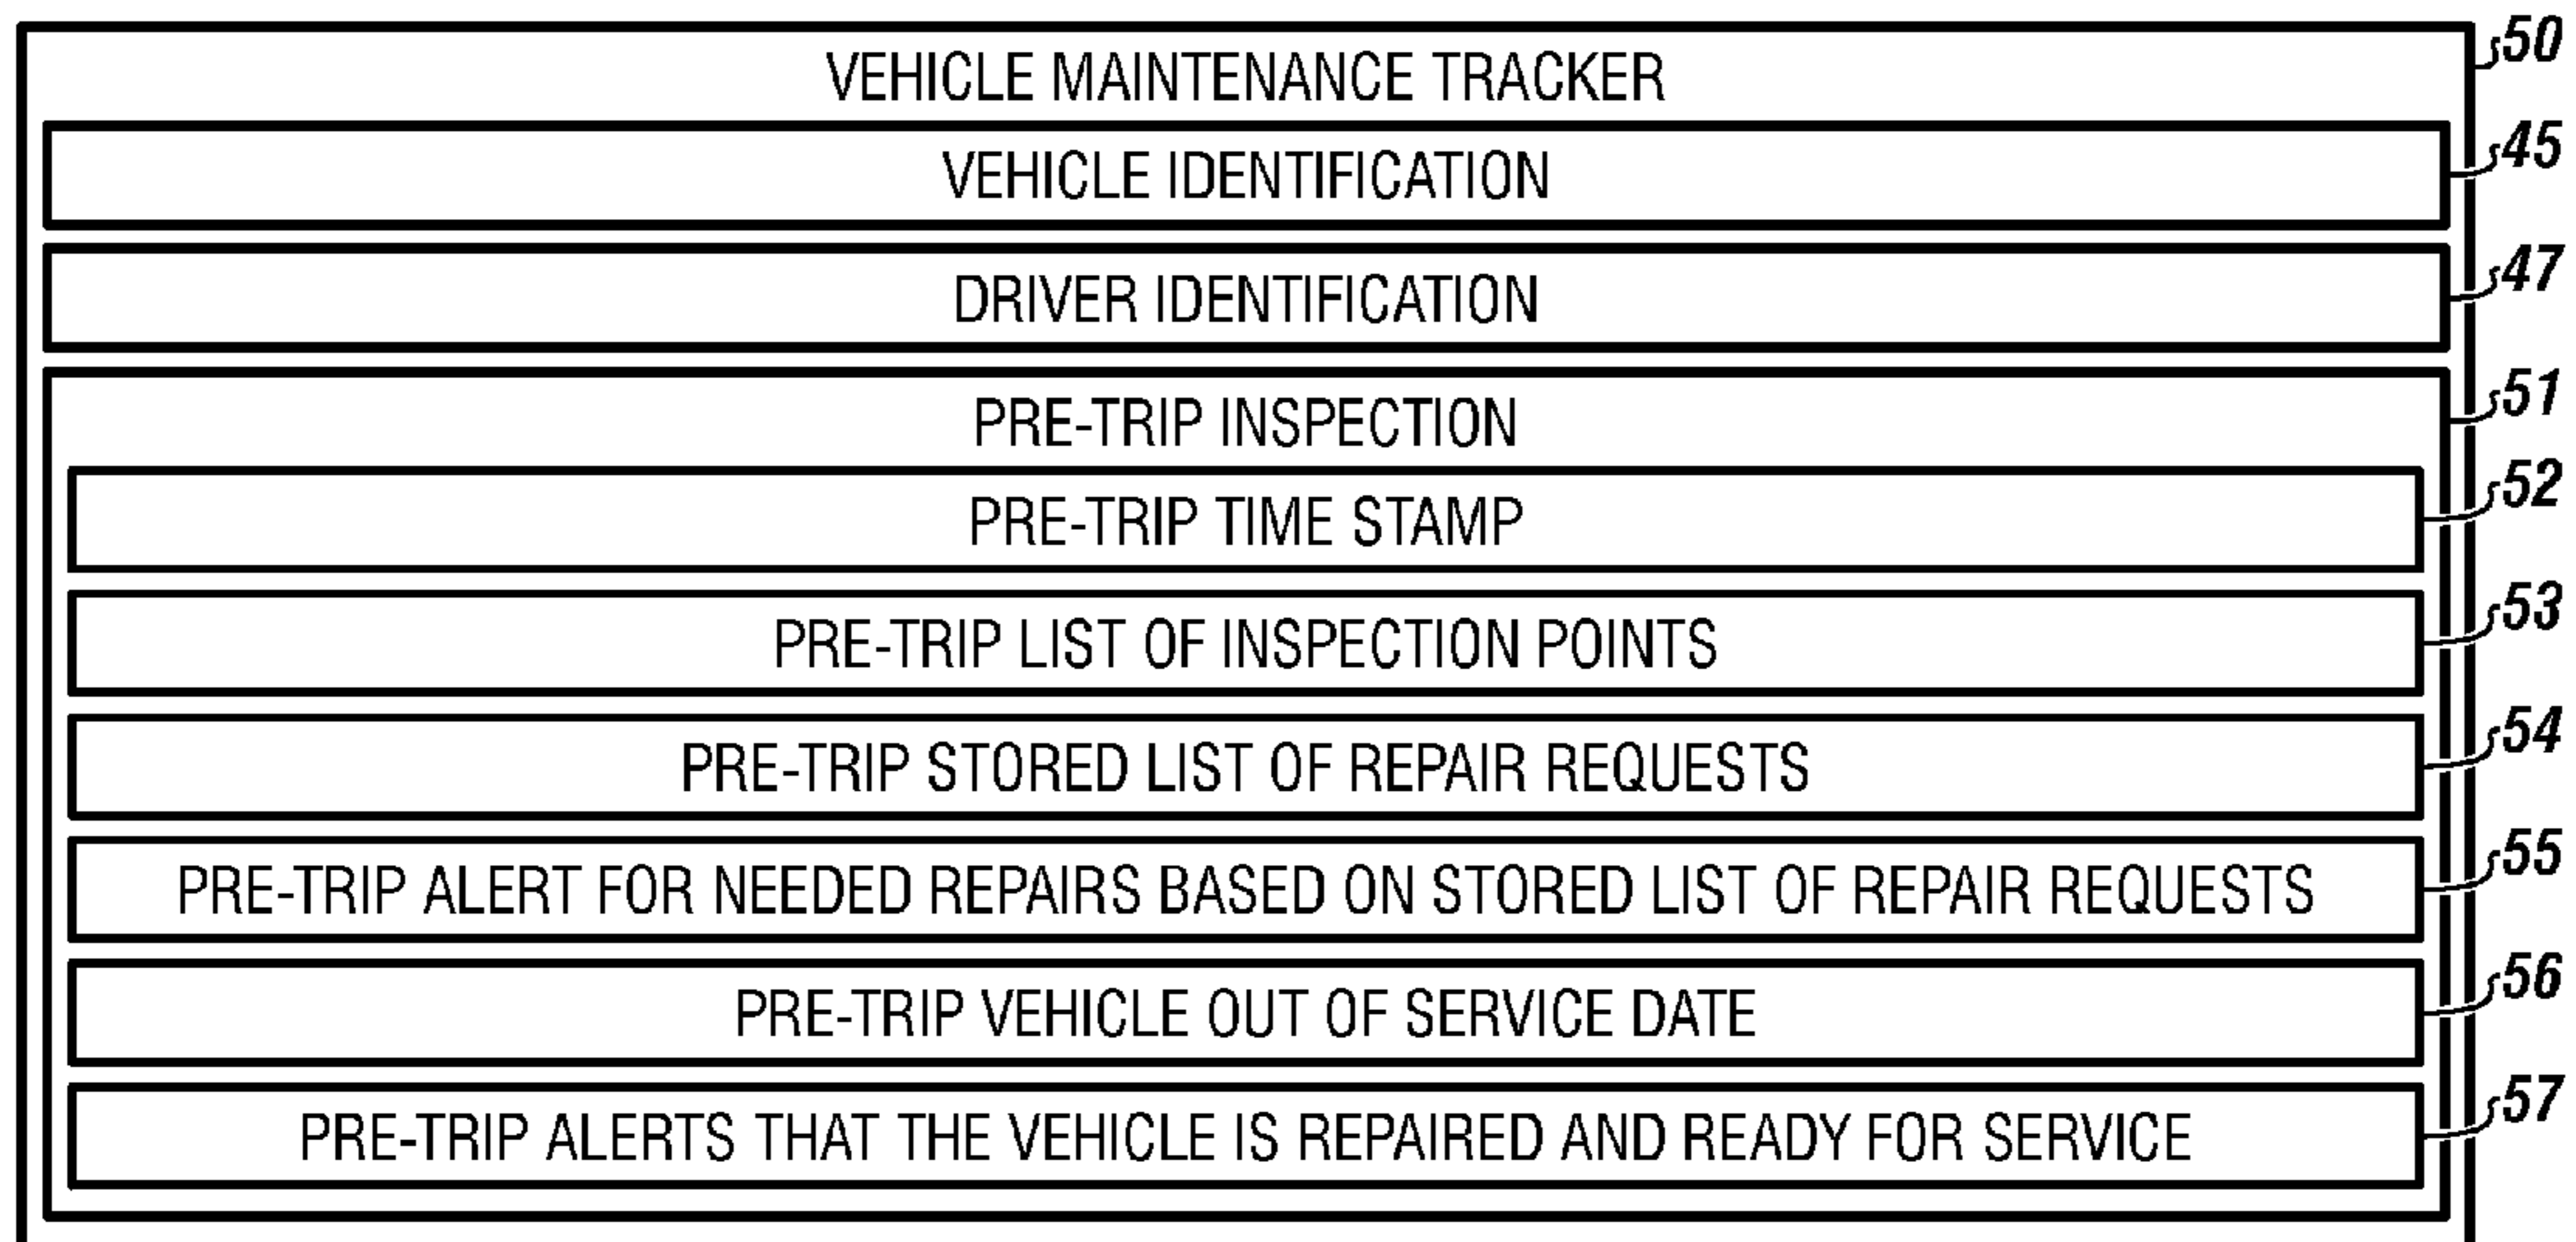 VEHICLE MAINTENANCE TRACKER 50
VEHICLE IDENTIFICATION 45
DRIVER IDENTIFICATION 47
PRE-TRIP INSPECTION 51
PRE-TRIP TIME STAMP 52
PRE-TRIP LIST OF INSPECTION POINTS 53
PRE-TRIP STORED LIST OF REPAIR REQUESTS 54
PRE-TRIP ALERT FOR NEEDED REPAIRS BASED ON STORED LIST OF REPAIR REQUESTS 55
PRE-TRIP VEHICLE OUT OF SERVICE DATE 56
PRE-TRIP ALERTS THAT THE VEHICLE IS REPAIRED AND READY FOR SERVICE 57